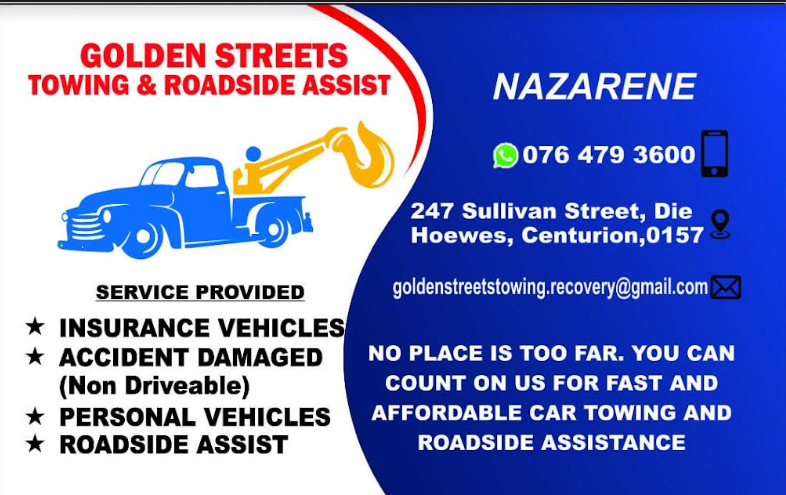 GOLDEN STREETS
TOWING & ROADSIDE ASSIST
SERVICE PROVIDED
★ INSURANCE VEHICLES
★ ACCIDENT DAMAGED
(Non Driveable)
★ PERSONAL VEHICLES
★ ROADSIDE ASSIST
NAZARENE
076 479 3600
247 Sullivan Street, Die
Hoewes, Centurion,0157
goldenstreetstowing.recovery@gmail.com
NO PLACE IS TOO FAR. YOU CAN
COUNT ON US FOR FAST AND
AFFORDABLE CAR TOWING AND
ROADSIDE ASSISTANCE